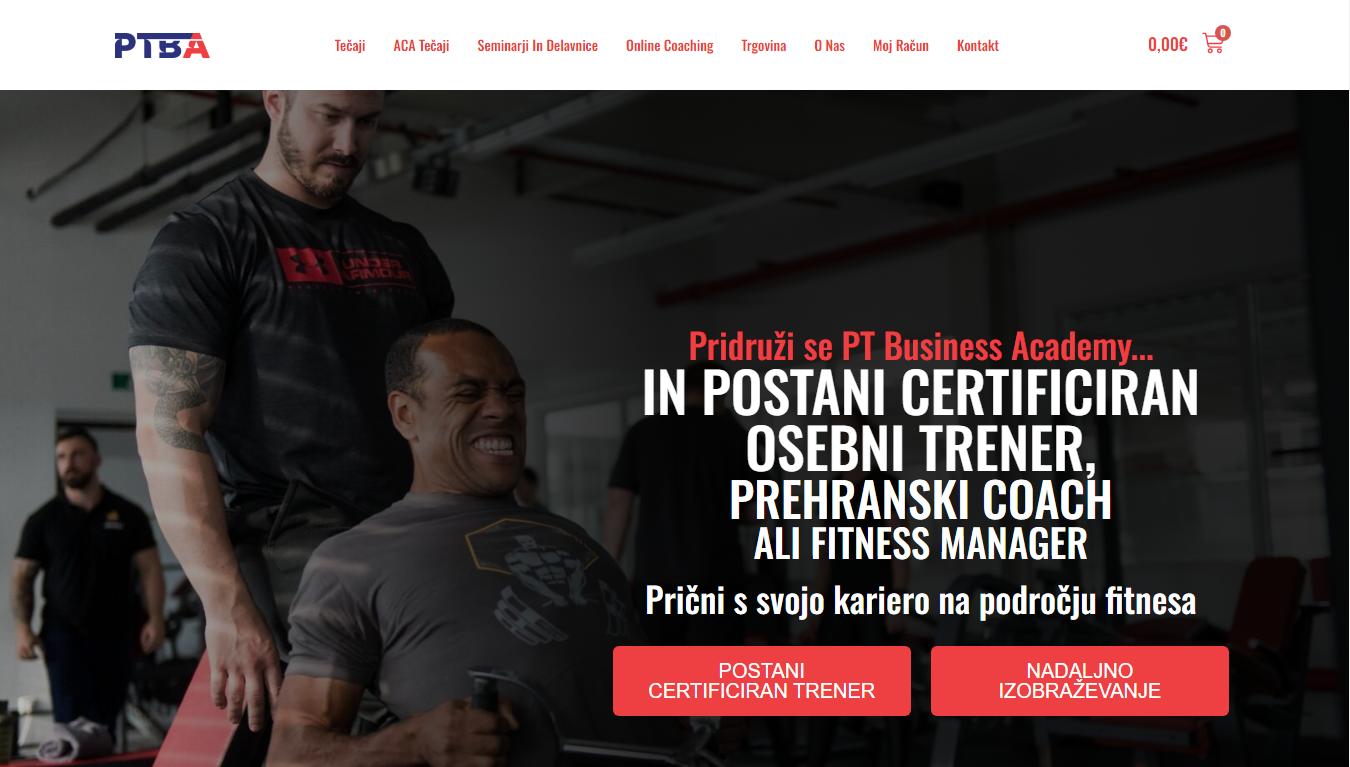 PTBA
Tečaji
ACA Tečaji
Seminarji In Delavnice
Online Coaching
Trgovina
O Nas
Moj Račun
Kontakt
0,00€
0
UNDER
ARMOUR
Pridruži se PT Business Academy...
IN POSTANI CERTIFICIRAN
OSEBNI TRENER,
PREHRANSKI COACH
ALI FITNESS MANAGER
Prični s svojo kariero na področju fitnesa
POSTANI
CERTIFICIRAN TRENER
NADALJNO
IZOBRAŽEVANJE